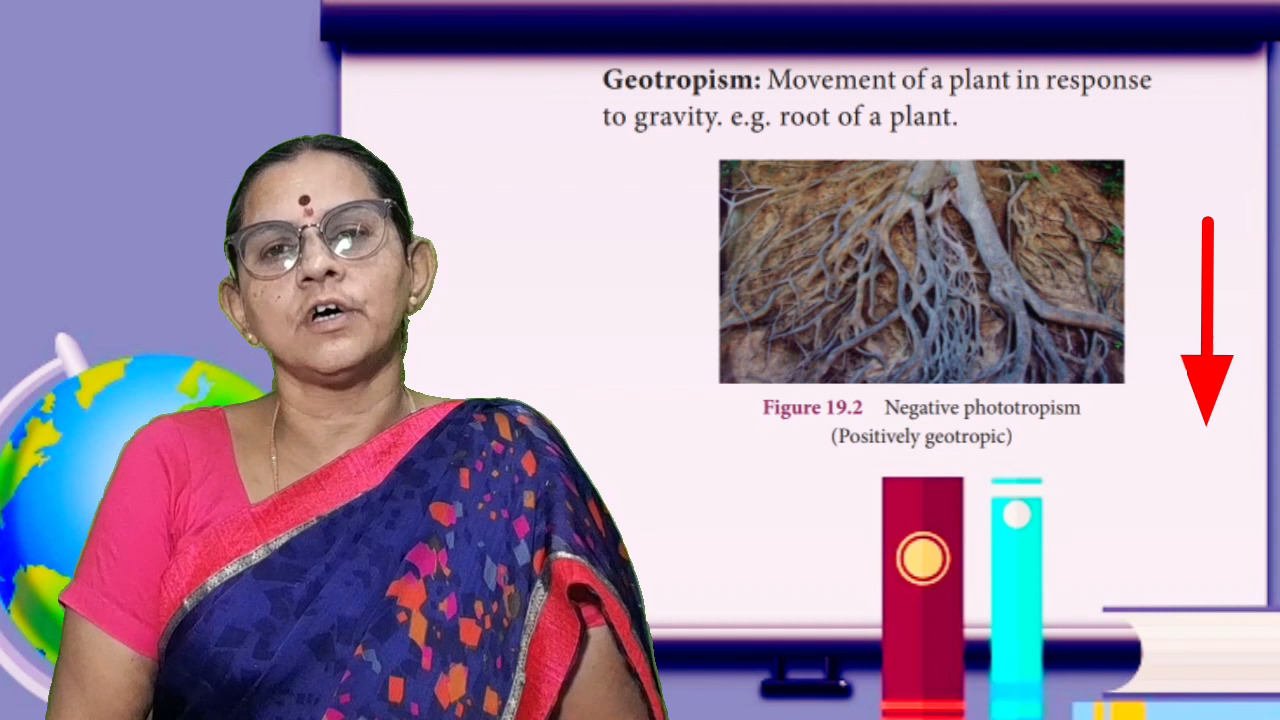 Geotropism: Movement of a plant in response
to gravity. e.g. root of a plant.
Figure 19.2 Negative phototropism
(Positively geotropic)